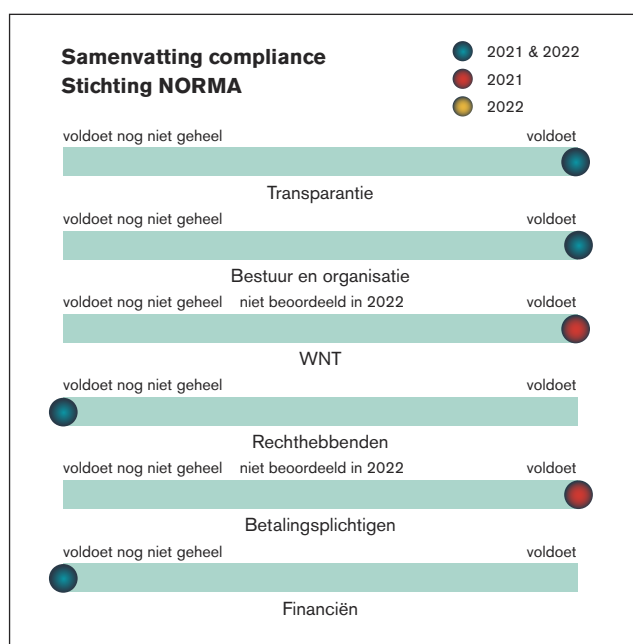 Samenvatting compliance
Stichting NORMA
2021 & 2022
2021
2022
voldoet nog niet geheel voldoet
Transparantie
voldoet nog niet geheel voldoet
Bestuur en organisatie
voldoet nog niet geheel niet beoordeeld in 2022 voldoet
WNT
voldoet nog niet geheel voldoet
Rechthebbenden
voldoet nog niet geheel niet beoordeeld in 2022 voldoet
Betalingsplichtigen
voldoet nog niet geheel voldoet
Financiën